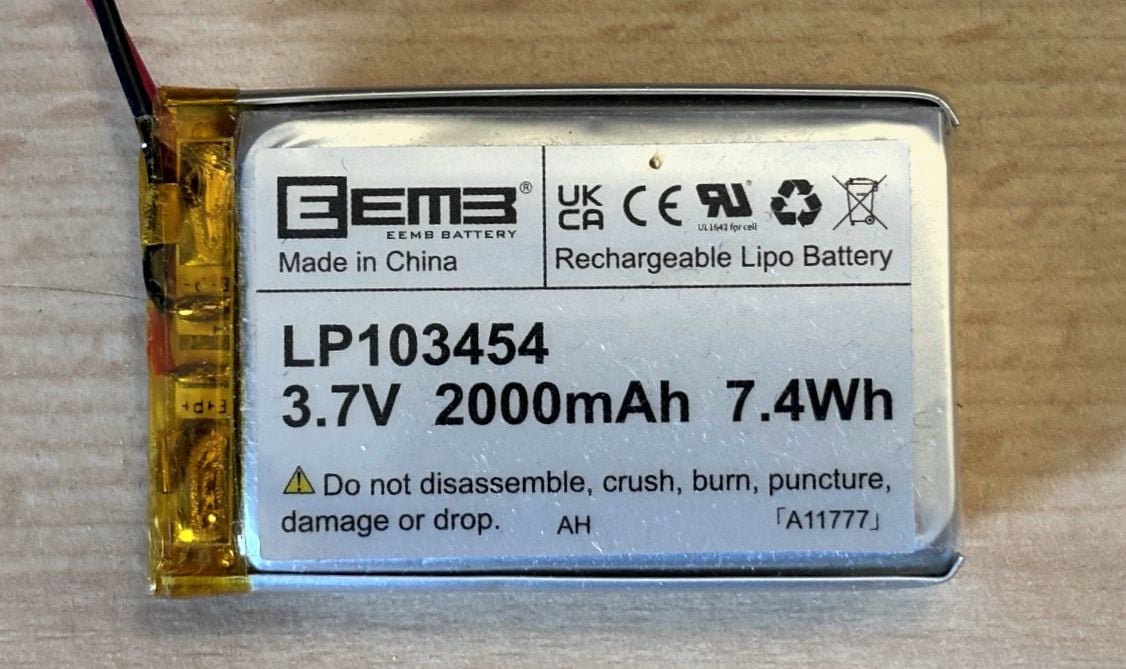 EEMB®
EEMB BATTERY
Made in China
UK
CA
CE
RU®
UL1642 for cell
Rechargeable Lipo Battery
LP103454
3.7V 2000mAh 7.4Wh
Do not disassemble, crush, burn, puncture,
damage or drop. AH 「A11777」